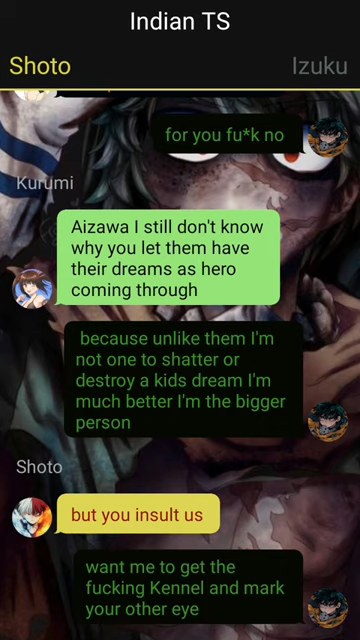 Indian TS
Shoto
Izuku
for you fu*k no
Kurumi
Aizawa I still don't know
why you let them have
their dreams as hero
coming through
because unlike them I'm
not one to shatter or
destroy a kids dream I'm
much better I'm the bigger
person
Shoto
but you insult us
want me to get the
fucking Kennel and mark
your other eye